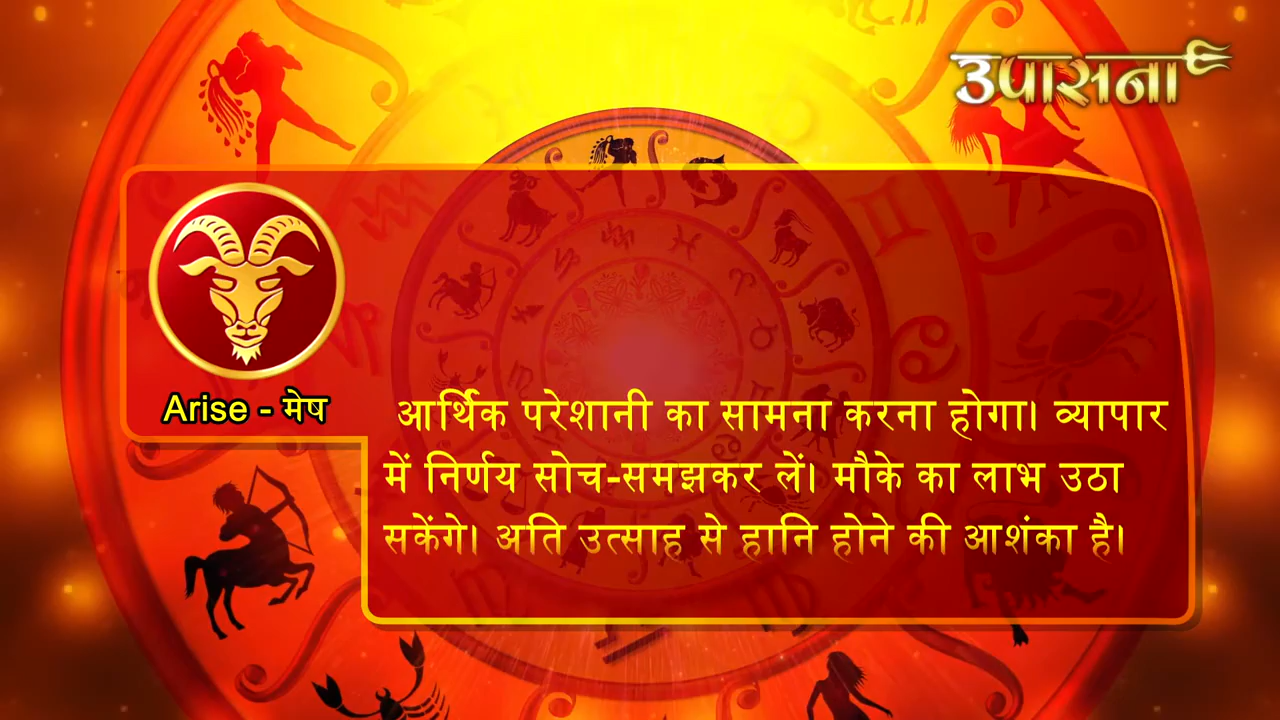 उपासना
Arise - मेष
आर्थिक परेशानी का सामना करना होगा। व्यापार
में निर्णय सोच-समझकर लें। मौके का लाभ उठा
सकेंगे। अति उत्साह से हानि होने की आशंका है।